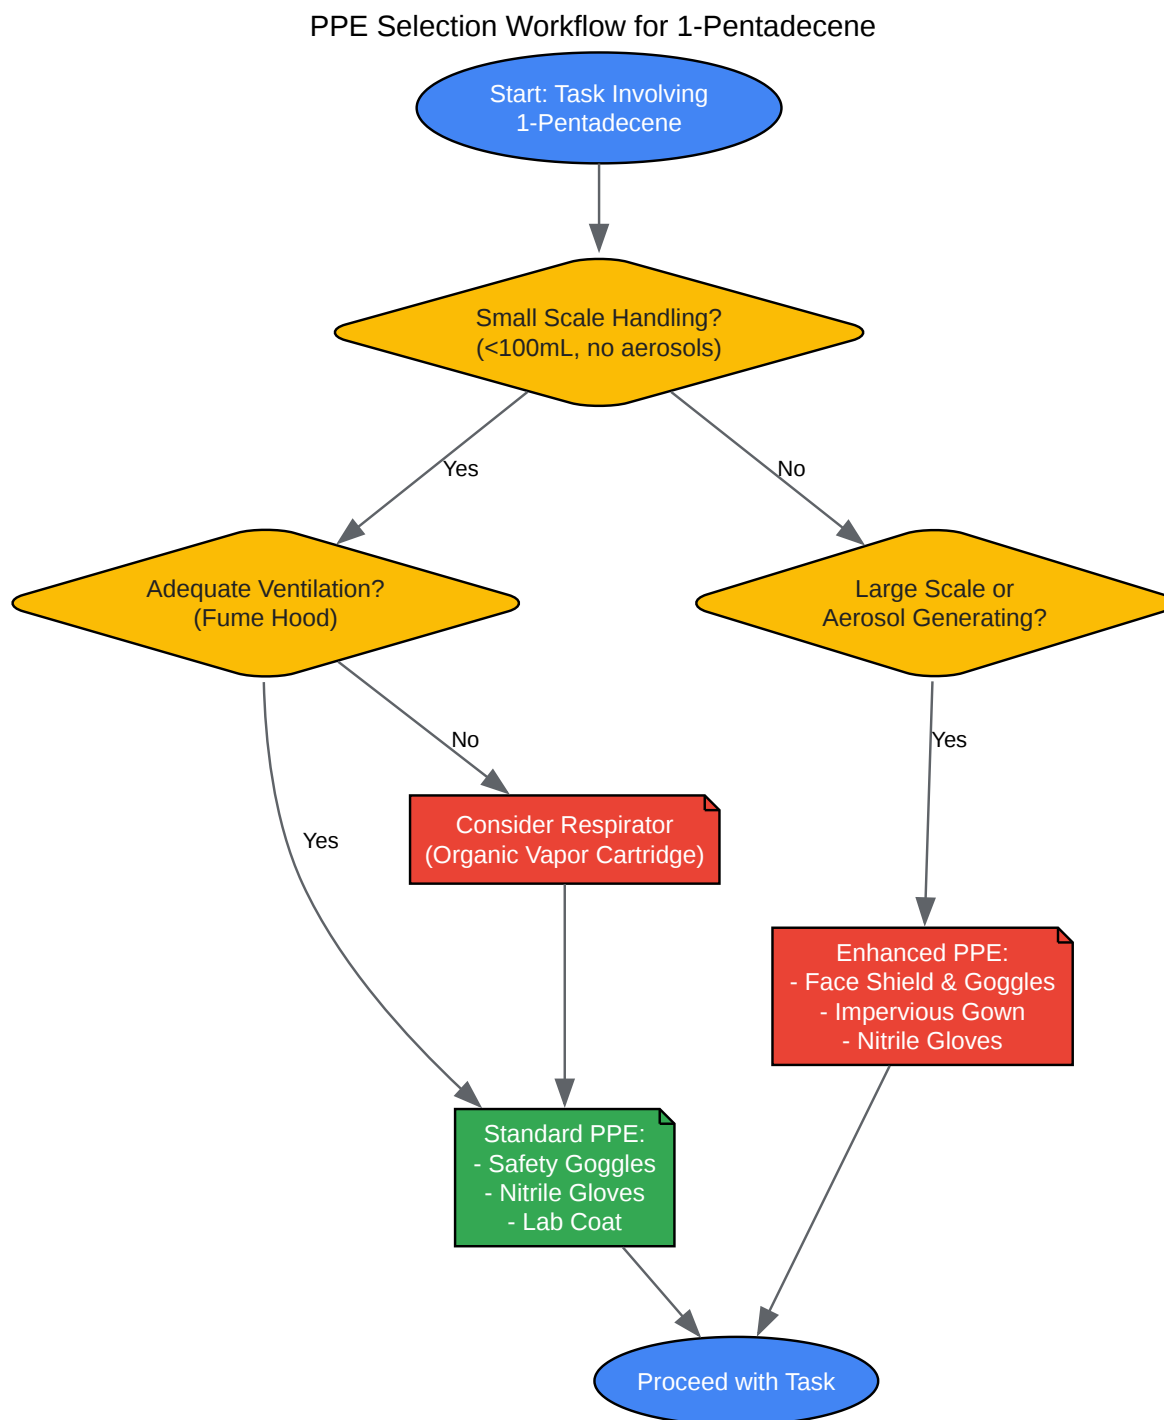 PPE Selection Workflow for 1-Pentadecene
Start: Task Involving
1-Pentadecene
Small Scale Handling?
(<100mL, no aerosols)
Yes
No
Adequate Ventilation?
(Fume Hood)
Large Scale or
Aerosol Generating?
No
Yes
Yes
Consider Respirator
(Organic Vapor Cartridge)
Enhanced PPE:
- Face Shield & Goggles
- Impervious Gown
- Nitrile Gloves
Standard PPE:
- Safety Goggles
- Nitrile Gloves
- Lab Coat
Proceed with Task